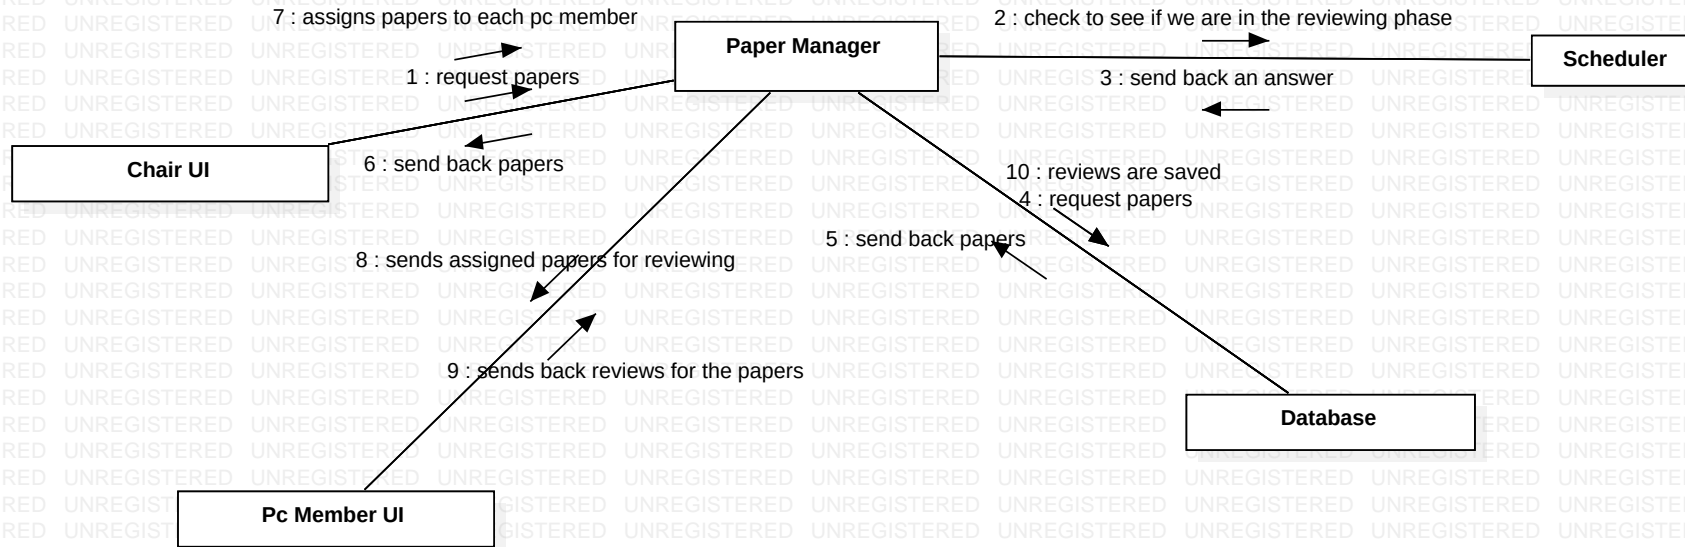 7 : assigns papers to each pc member
2 : check to see if we are in the reviewing phase
Paper Manager
Scheduler
1 : request papers
3 : send back an answer
6 : send back papers
Chair UI
10 : reviews are saved
4 : request papers
5 : send back papers
8 : sends assigned papers for reviewing
9 : sends back reviews for the papers
Database
Pc Member UI
UNREGISTERED